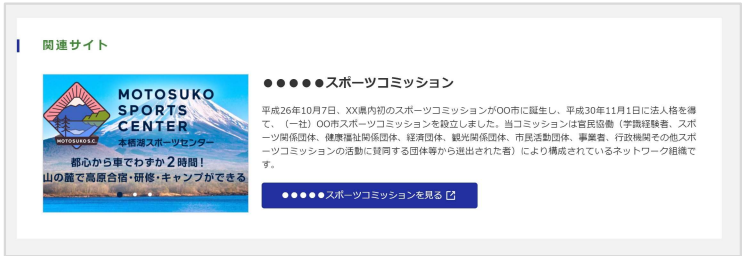 関連サイト
MOTOSUKO
SPORTS
CENTER
MOTOSUKO S.C.
本栖湖スポーツセンター
都心から車でわずか2時間！
山の麓で高原合宿・研修・キャンプができる
●●●●●スポーツコミッション
平成26年10月7日、XX県内初のスポーツコミッションがOO市に誕生し、平成30年11月1日に法人格を得
て、（一社）OO市スポーツコミッションを設立しました。当コミッションは官民協働（学識経験者、スポ
ーツ関係団体、健康福祉関係団体、経済団体、観光関係団体、市民活動団体、事業者、行政機関その他スポ
ーツコミッションの活動に賛同する団体等から選出された者）により構成されているネットワーク組織で
す。
●●●●●スポーツコミッションを見る